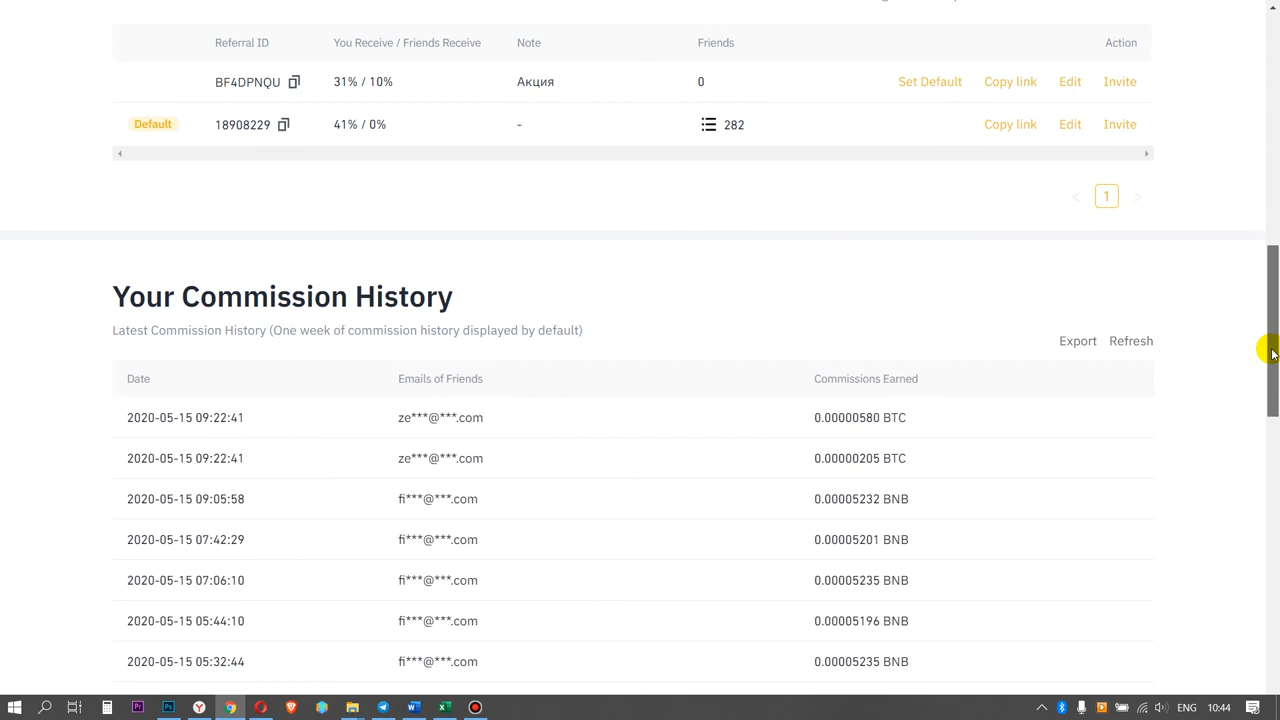 Referral ID You Receive / Friends Receive Note Friends Action
BF4DPNQU 31% / 10% Акция 0 Set Default Copy link Edit Invite
Default 18908229 41% / 0% - 282 Copy link Edit Invite
< 1 >
Your Commission History
Latest Commission History (One week of commission history displayed by default)
Export Refresh
Date Emails of Friends Commissions Earned
2020-05-15 09:22:41 ze***@***.com 0.00000580 BTC
2020-05-15 09:22:41 ze***@***.com 0.00000205 BTC
2020-05-15 09:05:58 fi***@***.com 0.00005232 BNB
2020-05-15 07:42:29 fi***@***.com 0.00005201 BNB
2020-05-15 07:06:10 fi***@***.com 0.00005235 BNB
2020-05-15 05:44:10 fi***@***.com 0.00005196 BNB
2020-05-15 05:32:44 fi***@***.com 0.00005235 BNB
Pr Ps Y W X ENG 10:44